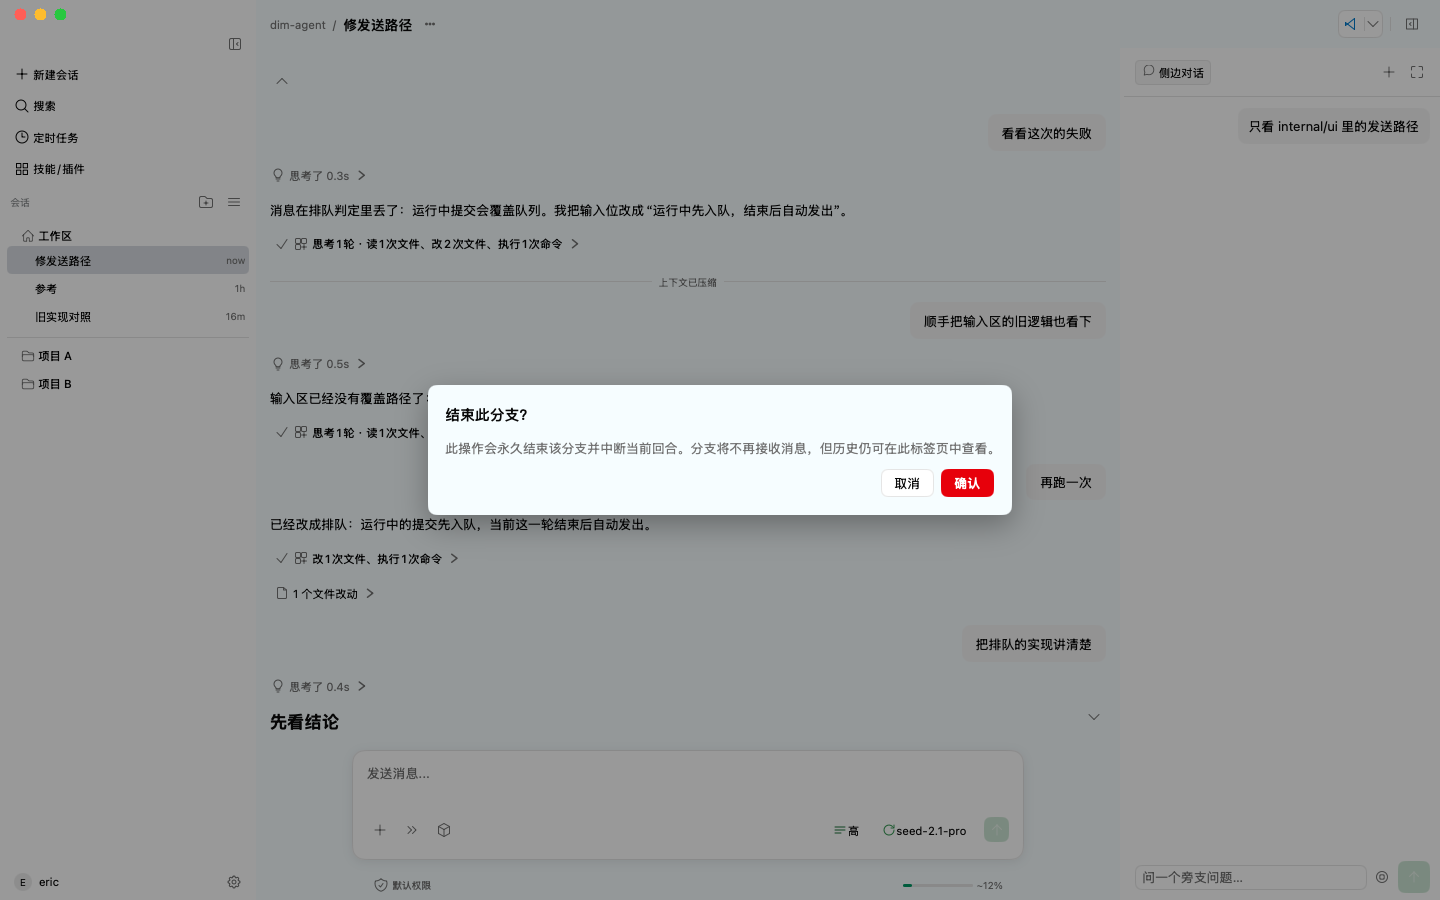 dim-agent / 修发送路径
新建会话
搜索
定时任务
技能/插件
会话
工作区
修发送路径 now
参考 1h
旧实现对照 16m
项目 A
项目 B
E eric
看看这次的失败
思考了 0.3s
消息在排队判定里丢了：运行中提交会覆盖队列。我把输入位改成“运行中先入队，结束后自动发出”。
思考1轮 · 读1次文件、改2次文件、执行1次命令
上下文已压缩
顺手把输入区的旧逻辑也看下
思考了 0.5s
输入区已经没有覆盖路径了
思考1轮 · 读1次文件、
再跑一次
已经改成排队：运行中的提交先入队，当前这一轮结束后自动发出。
改1次文件、执行1次命令
1 个文件改动
把排队的实现讲清楚
思考了 0.4s
先看结论
发送消息...
高 seed-2.1-pro
默认权限 ~12%
结束此分支?
此操作会永久结束该分支并中断当前回合。分支将不再接收消息，但历史仍可在此标签页中查看。
取消 确认
侧边对话
只看 internal/ui 里的发送路径
问一个旁支问题...